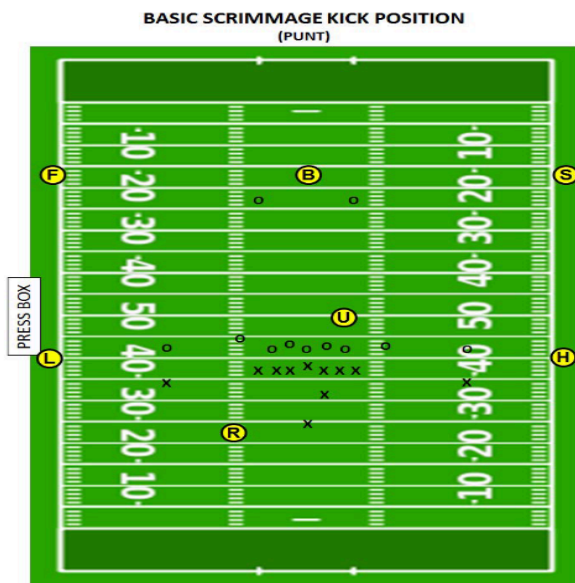 BASIC SCRIMMAGE KICK POSITION
(PUNT)
10 10
F B S
20 20
O O
30 30
40 40
PRESS BOX
50 50
U
O O O O O O O O O
L 40 40 H
X X X X X X X
X X
X
30 30
X
R
20 20
10 10